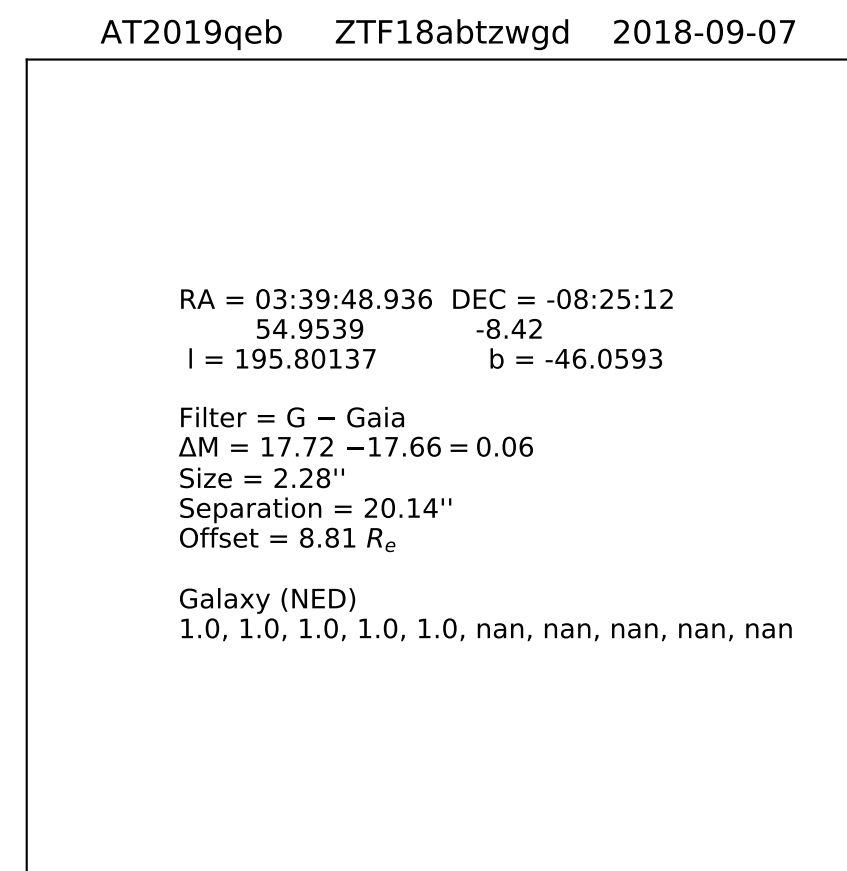 AT2019qeb ZTF18abtzwgd 2018-09-07
RA = 03:39:48.936 DEC = -08:25:12
54.9539 -8.42
l = 195.80137 b = -46.0593
Filter = G − Gaia
ΔM = 17.72 −17.66 = 0.06
Size = 2.28''
Separation = 20.14''
Offset = 8.81 Re
Galaxy (NED)
1.0, 1.0, 1.0, 1.0, 1.0, nan, nan, nan, nan, nan